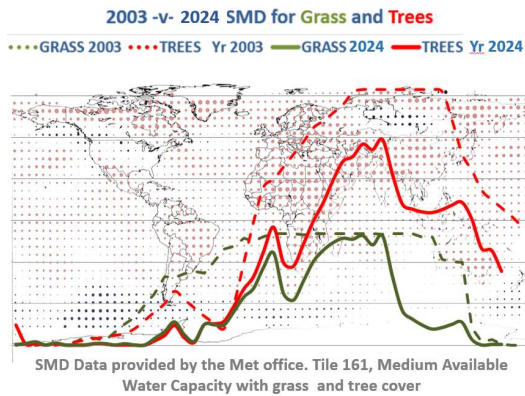 2003 -v- 2024 SMD for Grass and Trees
GRASS 2003 TREES Yr 2003 GRASS 2024 TREES Yr 2024
SMD Data provided by the Met office. Tile 161, Medium Available
Water Capacity with grass and tree cover